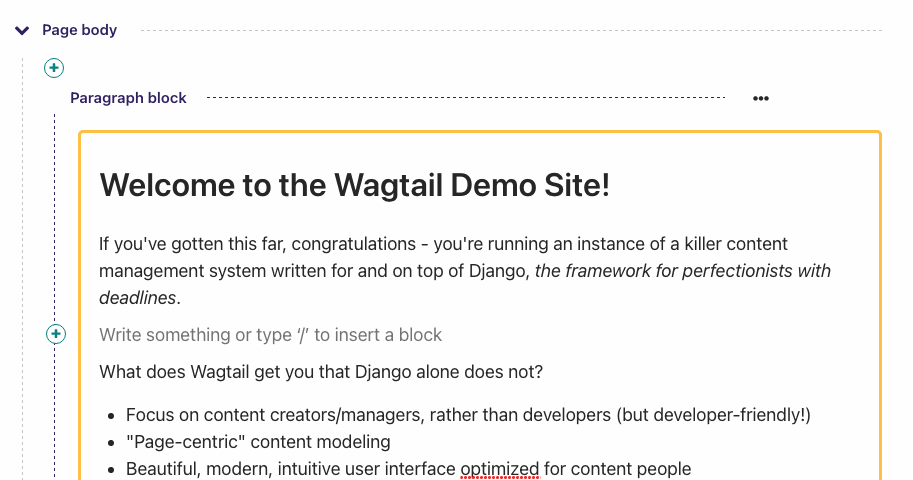 Page body
Paragraph block
Welcome to the Wagtail Demo Site!
If you've gotten this far, congratulations - you're running an instance of a killer content
management system written for and on top of Django, the framework for perfectionists with
deadlines.
Write something or type ‘/’ to insert a block
What does Wagtail get you that Django alone does not?
• Focus on content creators/managers, rather than developers (but developer-friendly!)
• "Page-centric" content modeling
• Beautiful, modern, intuitive user interface optimized for content people